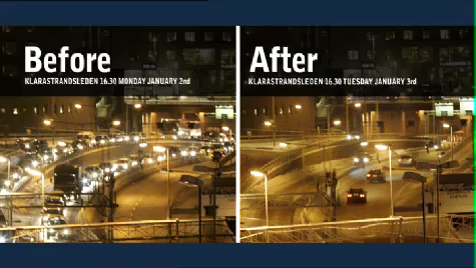 Before
KLARASTRANDSLEDEN 16.30 MONDAY JANUARY 2nd
After
KLARASTRANDSLEDEN 16.30 TUESDAY JANUARY 3rd